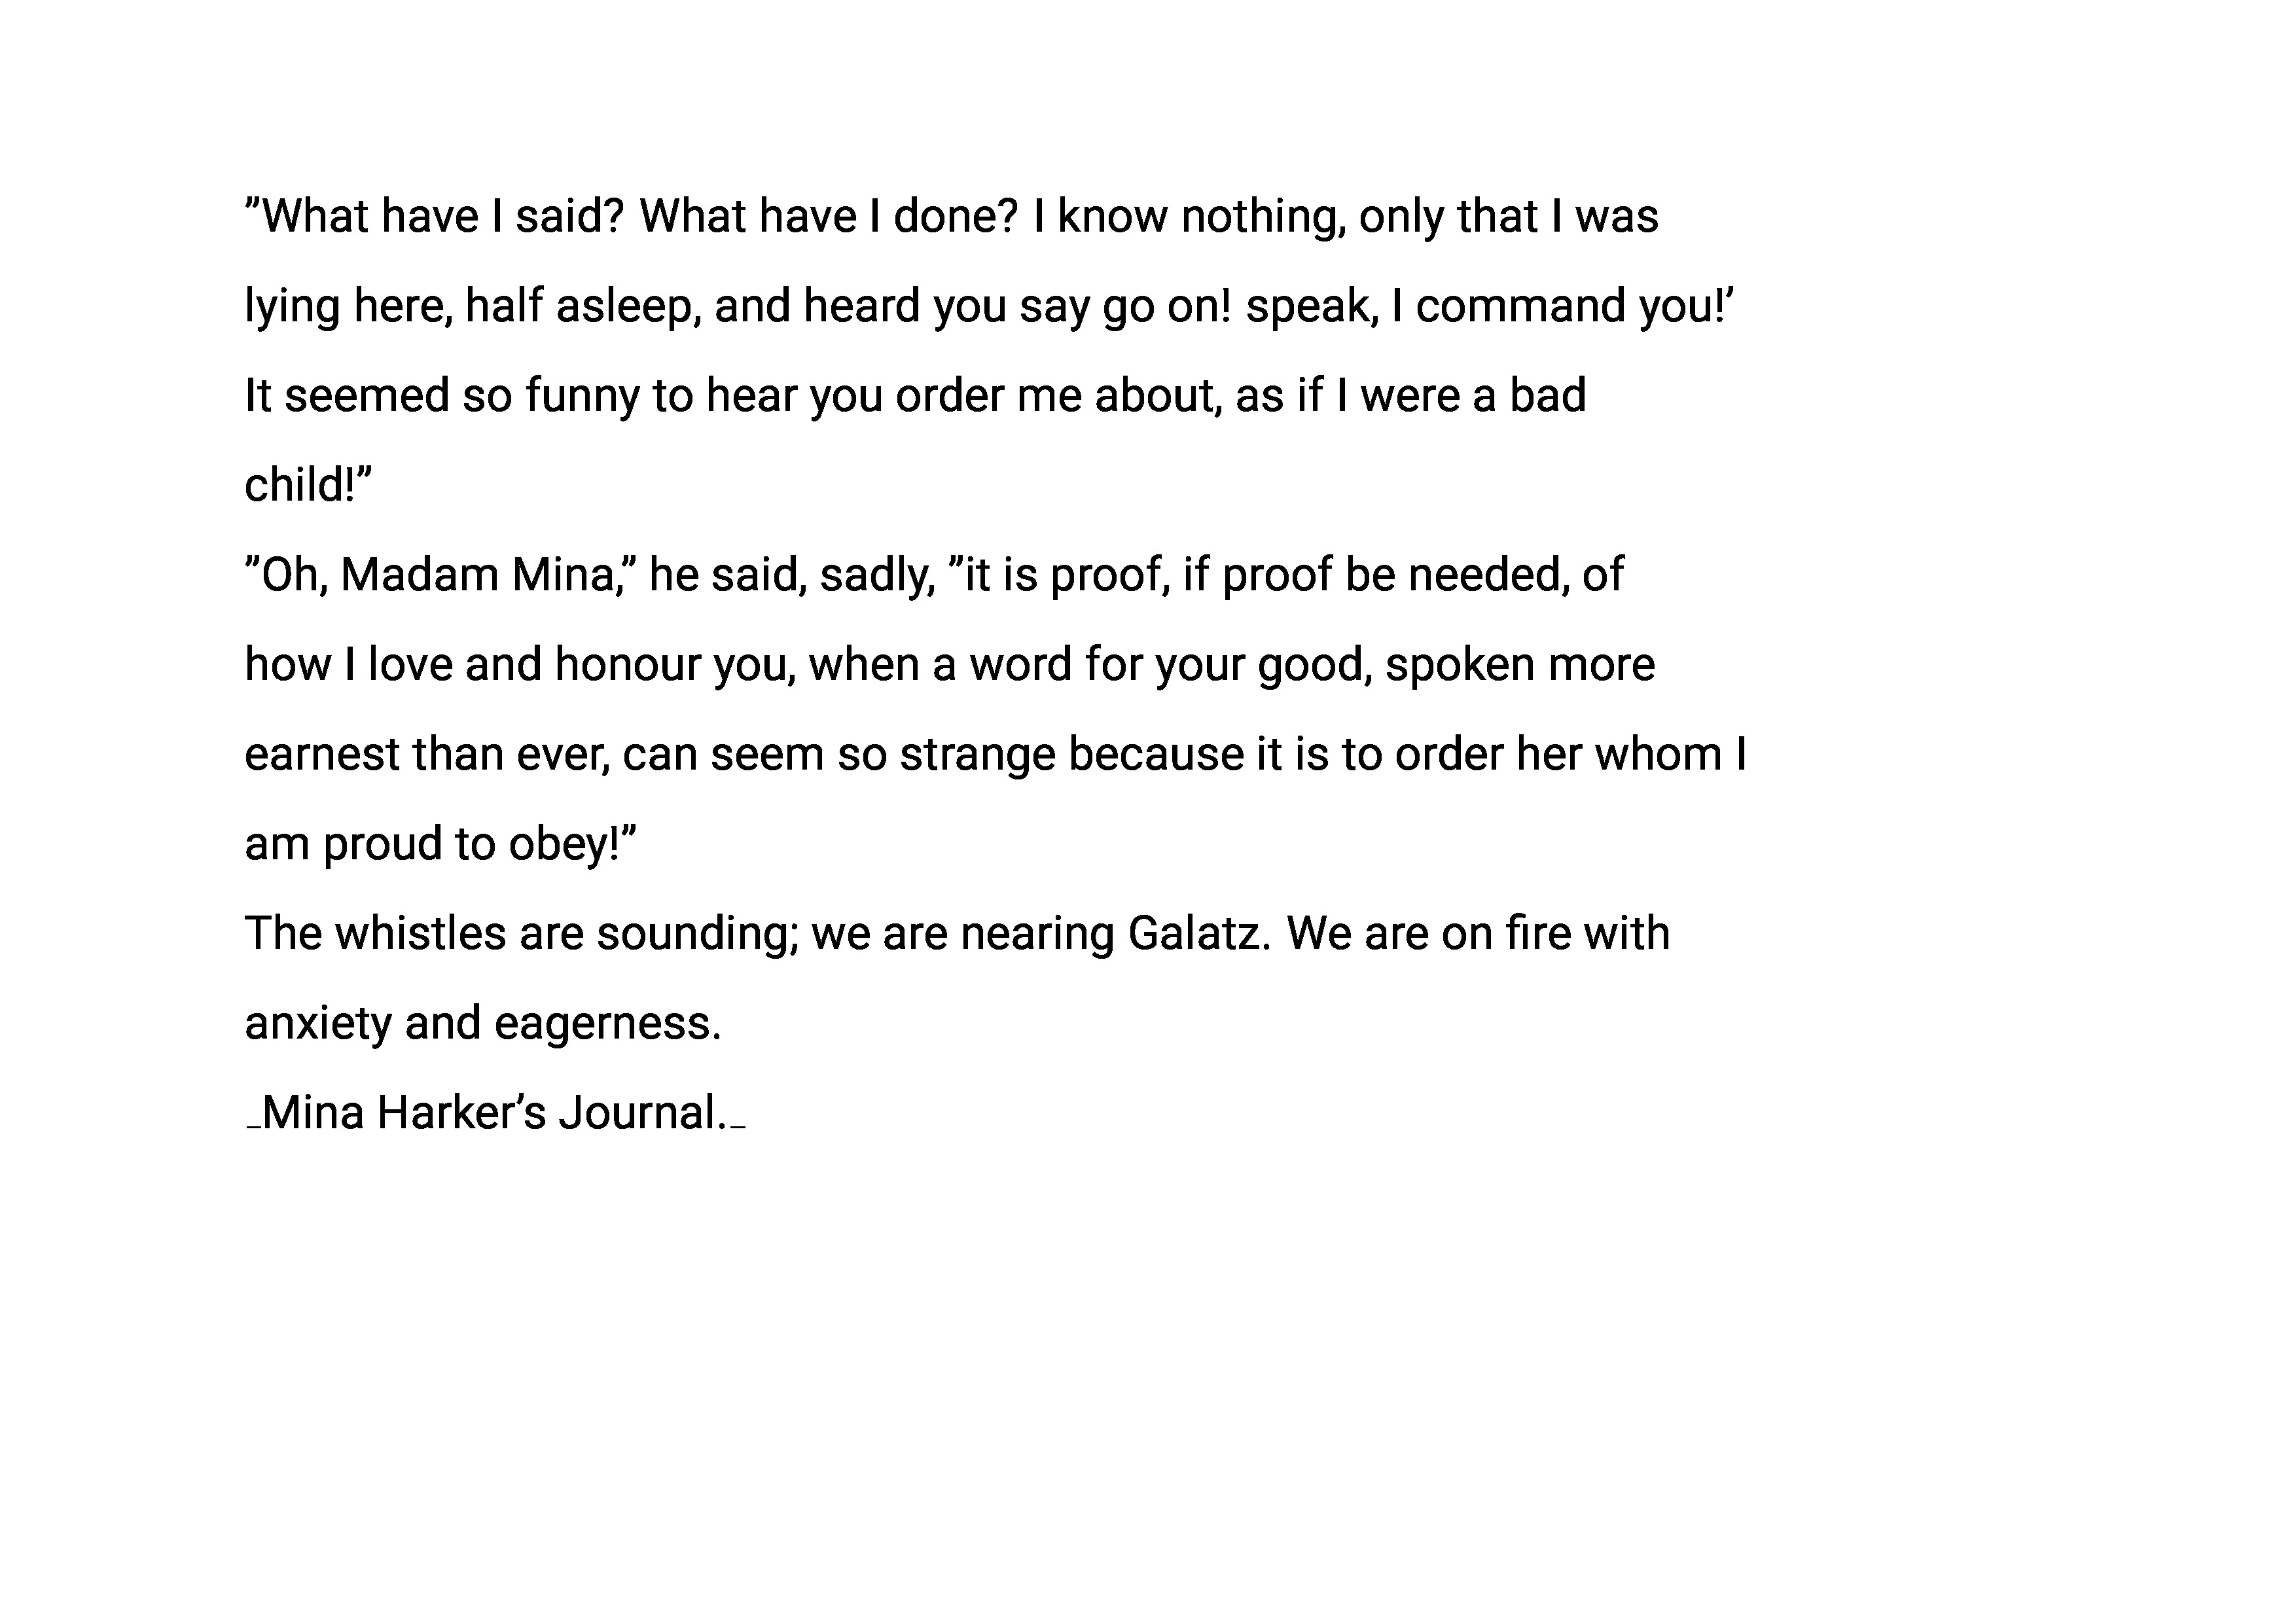 ”What have I said? What have I done? I know nothing, only that I was
lying here, half asleep, and heard you say go on! speak, I command you!’
It seemed so funny to hear you order me about, as if I were a bad
child!”
”Oh, Madam Mina,” he said, sadly, ”it is proof, if proof be needed, of
how I love and honour you, when a word for your good, spoken more
earnest than ever, can seem so strange because it is to order her whom I
am proud to obey!”
The whistles are sounding; we are nearing Galatz. We are on fire with
anxiety and eagerness.
_Mina Harker’s Journal._